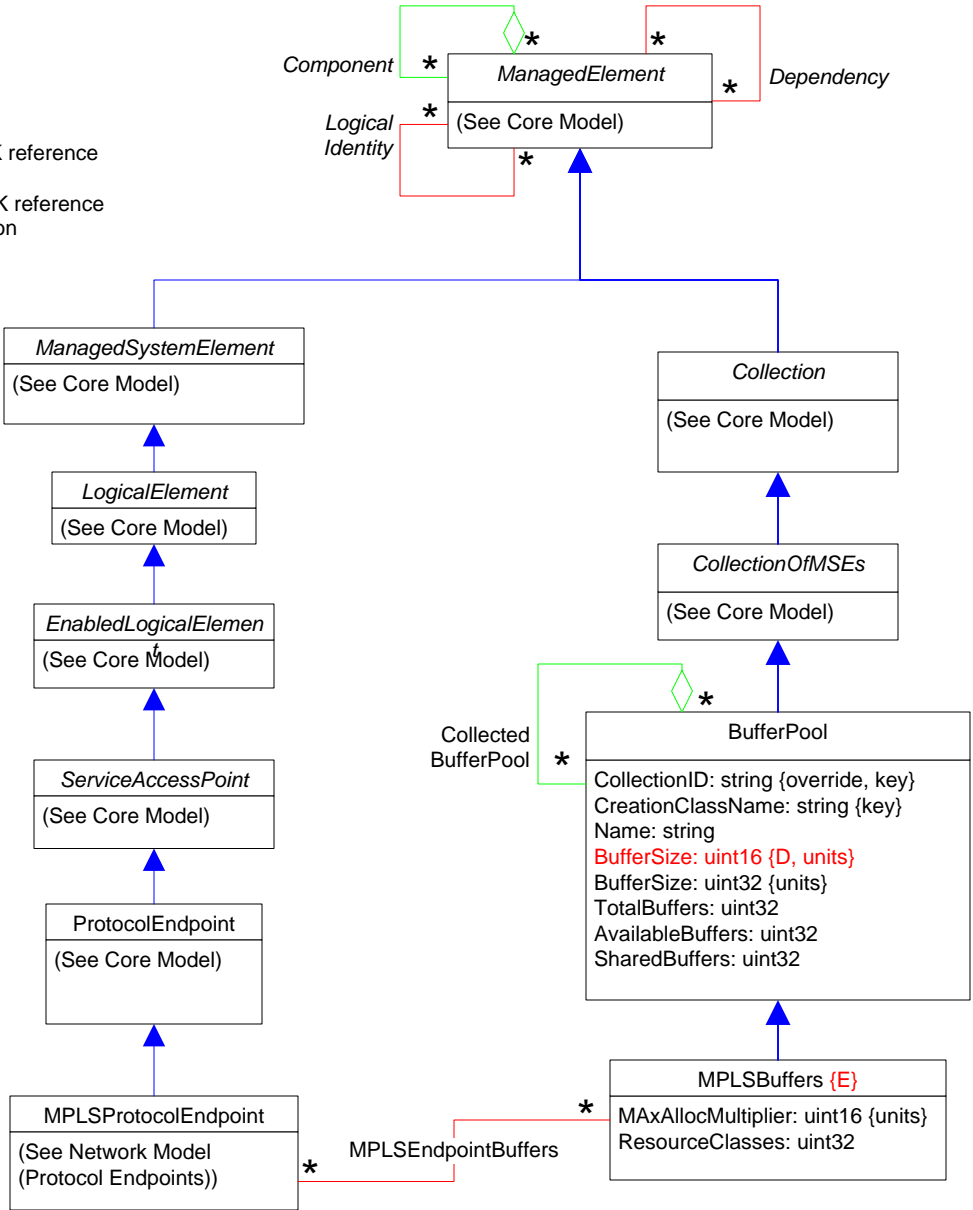 *
*
Component
*
ManagedElement
*
Dependency
*
Logical
Identity
(See Core Model)
*
reference
K reference
on
ManagedSystemElement
(See Core Model)
Collection
(See Core Model)
LogicalElement
(See Core Model)
CollectionOfMSEs
(See Core Model)
EnabledLogicalElemen
t
(See Core Model)
*
Collected
BufferPool
*
BufferPool
ServiceAccessPoint
(See Core Model)
CollectionID: string {override, key}
CreationClassName: string {key}
Name: string
BufferSize: uint16 {D, units}
BufferSize: uint32 {units}
TotalBuffers: uint32
AvailableBuffers: uint32
SharedBuffers: uint32
ProtocolEndpoint
(See Core Model)
MPLSBuffers {E}
MAxAllocMultiplier: uint16 {units}
ResourceClasses: uint32
MPLSProtocolEndpoint
(See Network Model
(Protocol Endpoints))
*
MPLSEndpointBuffers
*